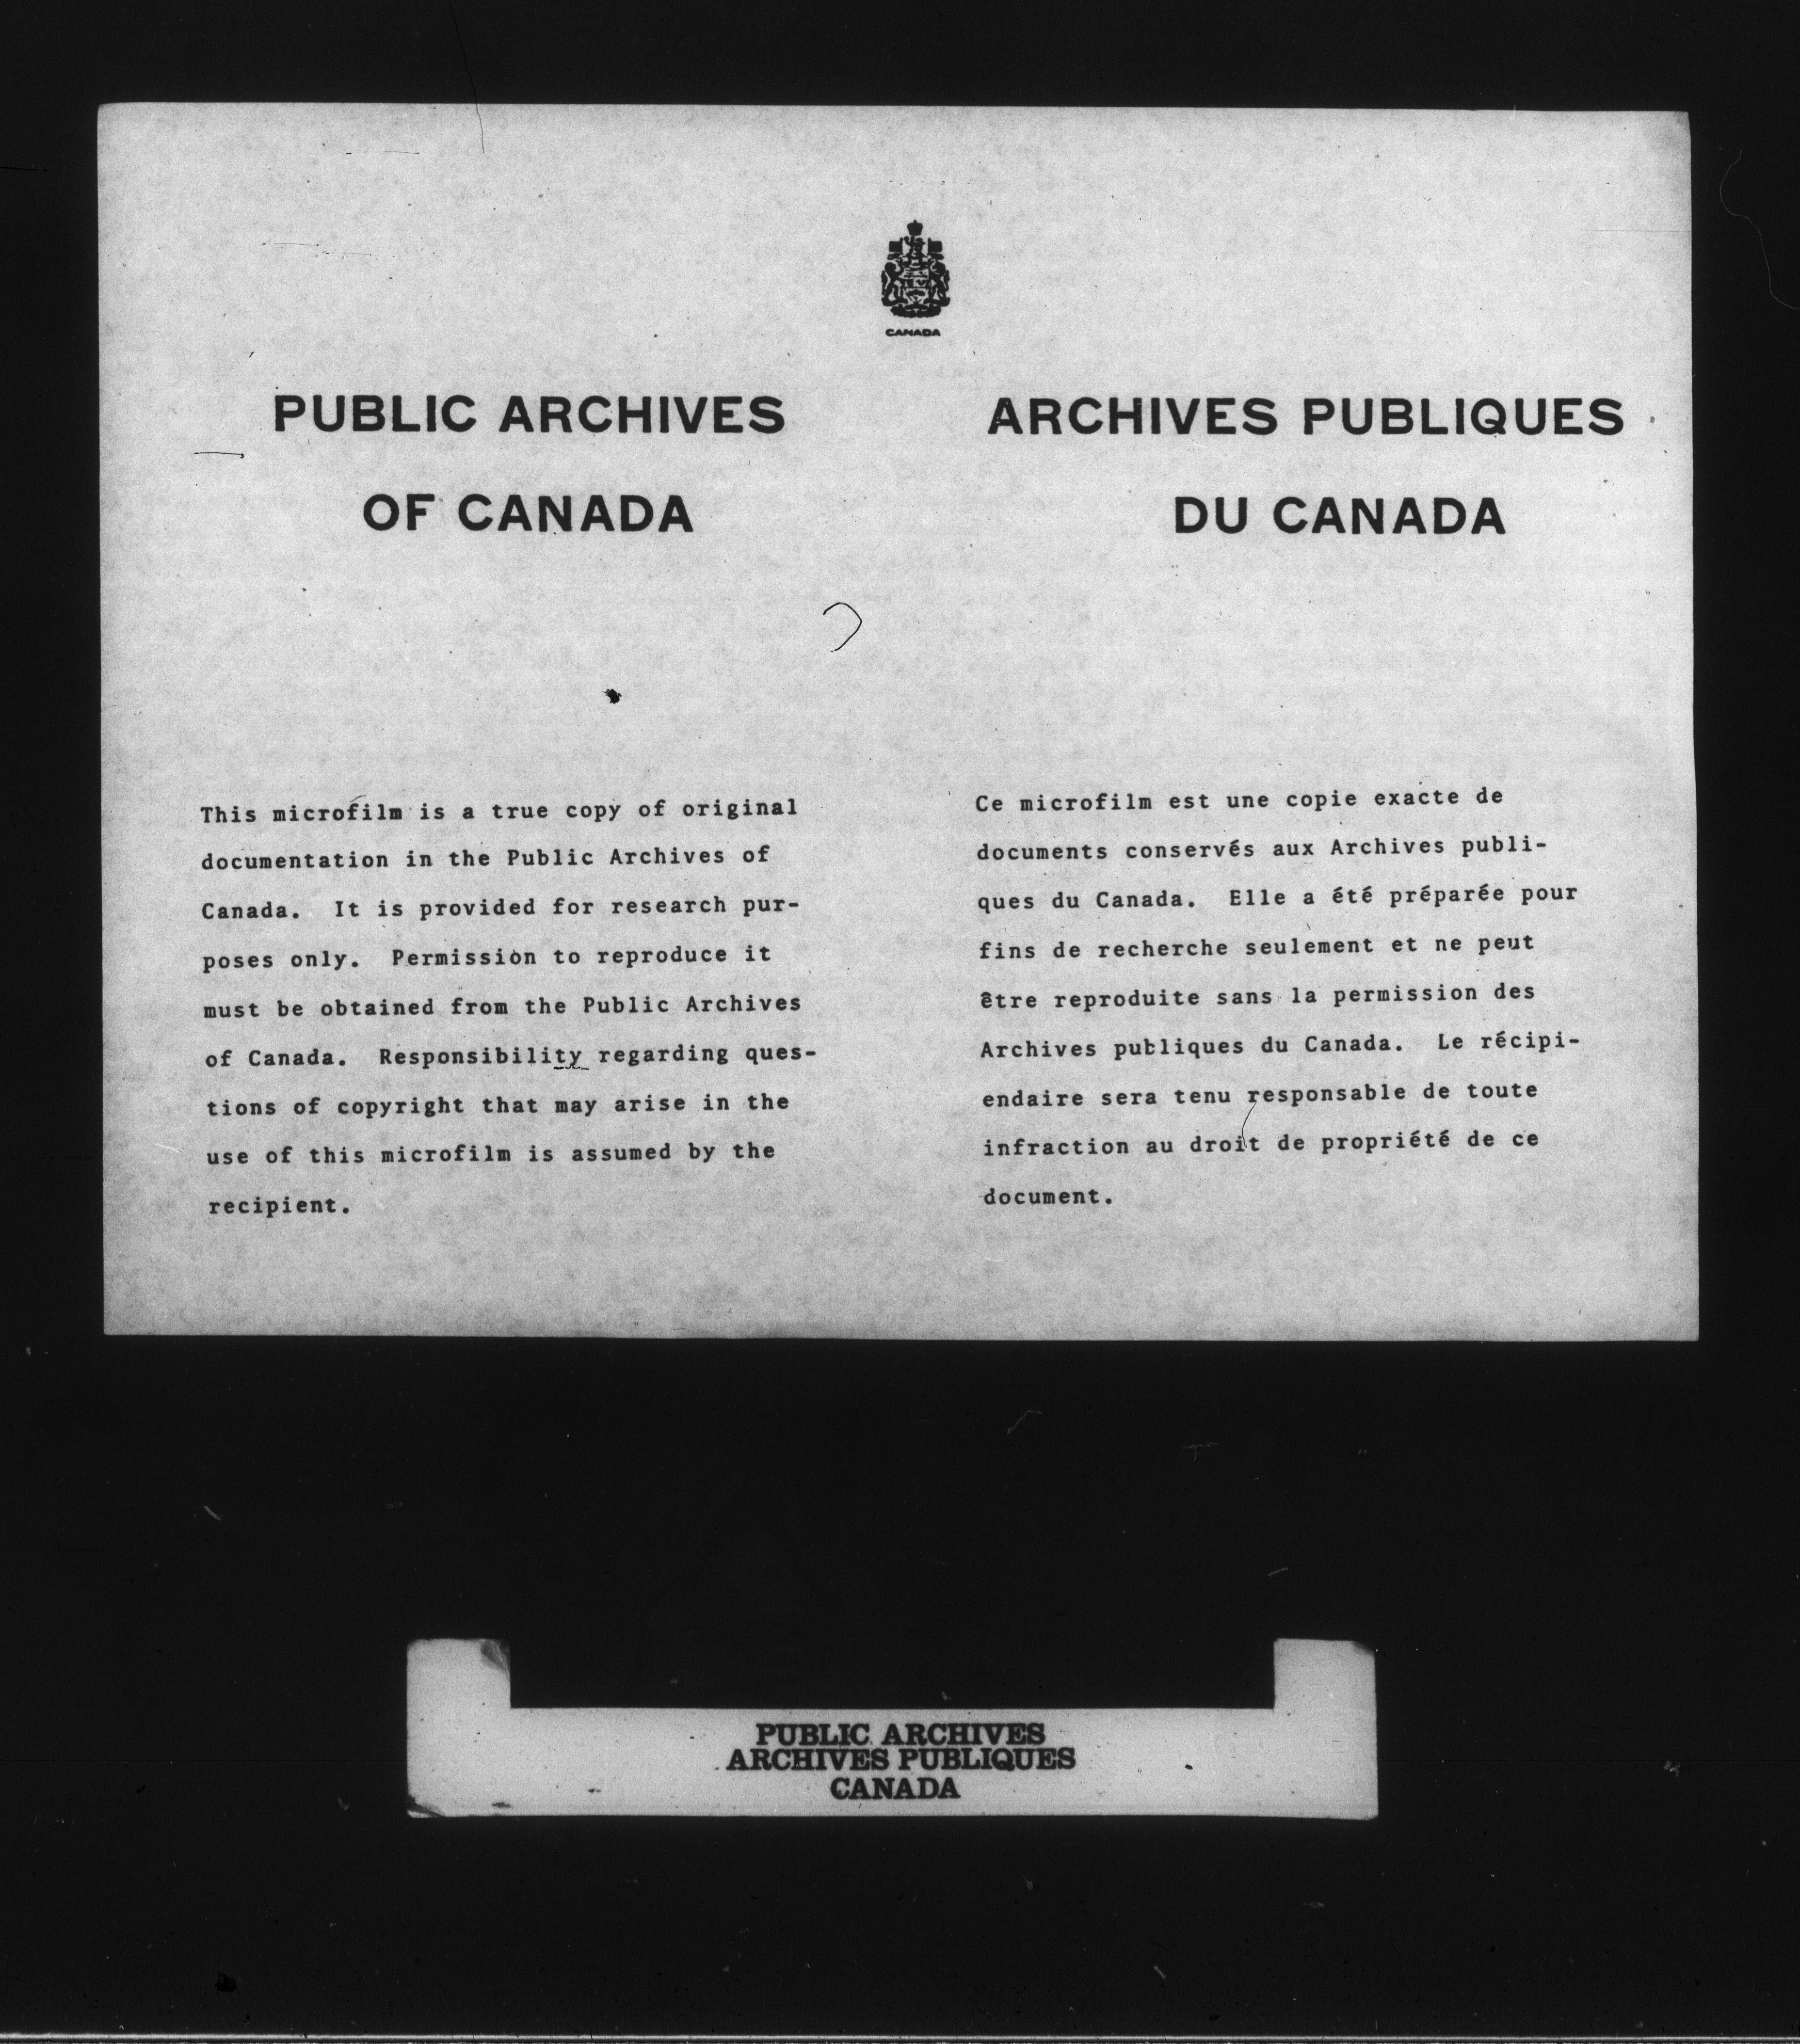 CANADA
PUBLIC ARCHIVES
OF CANADA
This microfilm is a true copy of original
documentation in the Public Archives of
Canada. It is provided for research pur-
poses only. Permission to reproduce it
must be obtained from the Public Archives
of Canada. Responsibility regarding ques-
tions of copyright that may arise in the
use of this microfilm is assumed by the
recipient.
ARCHIVES PUBLIQUES
DU CANADA
Ce microfilm est une copie exacte de
documents conservés aux Archives publi-
ques du Canada. Elle a été préparée pour
fins de recherche seulement et ne peut
être reproduite sans la permission des
Archives publiques du Canada. Le récipi-
endaire sera tenu responsable de toute
infraction au droit de propriété de ce
document.
PUBLIC ARCHIVES
ARCHIVES PUBLIQUES
CANADA